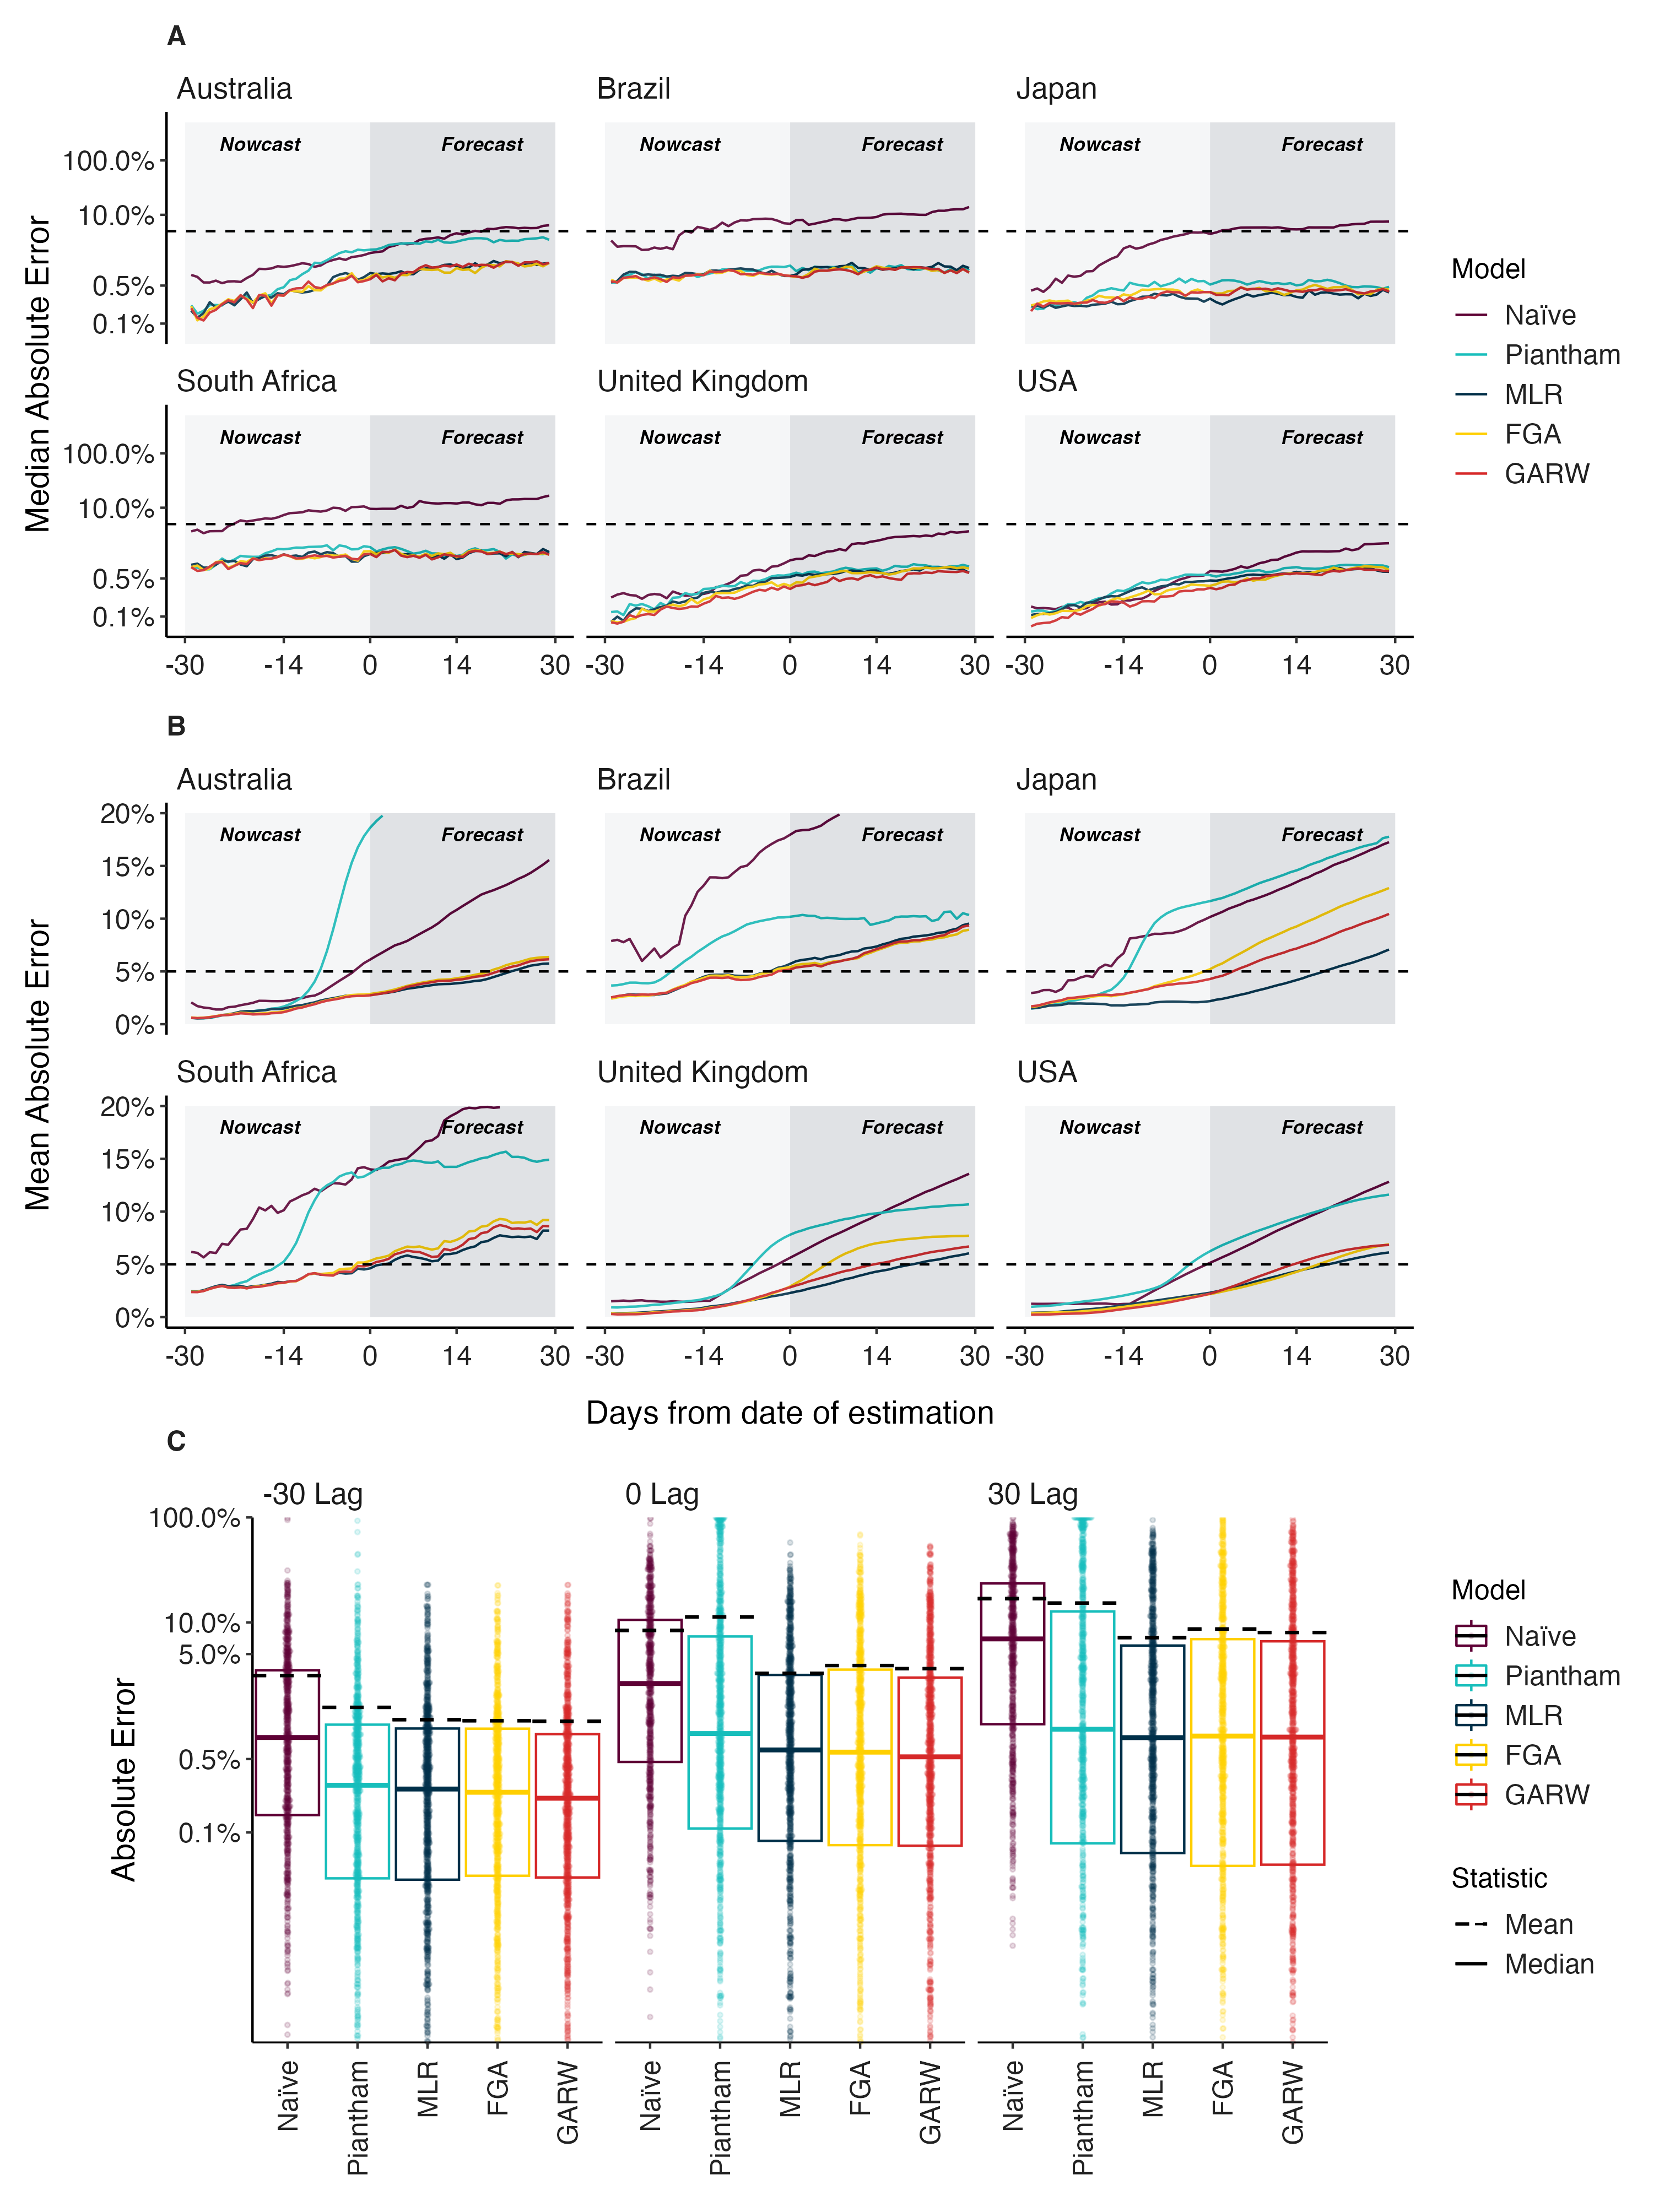 A
Australia Brazil Japan
Nowcast Forecast Nowcast Forecast Nowcast Forecast
100.0%
10.0%
0.5%
0.1%
South Africa United Kingdom USA
Nowcast Forecast Nowcast Forecast Nowcast Forecast
100.0%
10.0%
0.5%
0.1%
-30 -14 0 14 30 -30 -14 0 14 30 -30 -14 0 14 30
Median Absolute Error
Model
Naïve
Piantham
MLR
FGA
GARW
B
Australia Brazil Japan
Nowcast Forecast Nowcast Forecast Nowcast Forecast
20%
15%
10%
5%
0%
South Africa United Kingdom USA
Nowcast Forecast Nowcast Forecast Nowcast Forecast
20%
15%
10%
5%
0%
-30 -14 0 14 30 -30 -14 0 14 30 -30 -14 0 14 30
Mean Absolute Error
Days from date of estimation
C
-30 Lag 0 Lag 30 Lag
100.0%
10.0%
5.0%
0.5%
0.1%
Absolute Error
Naïve Piantham MLR FGA GARW Naïve Piantham MLR FGA GARW Naïve Piantham MLR FGA GARW
Model
Naïve
Piantham
MLR
FGA
GARW
Statistic
Mean
Median